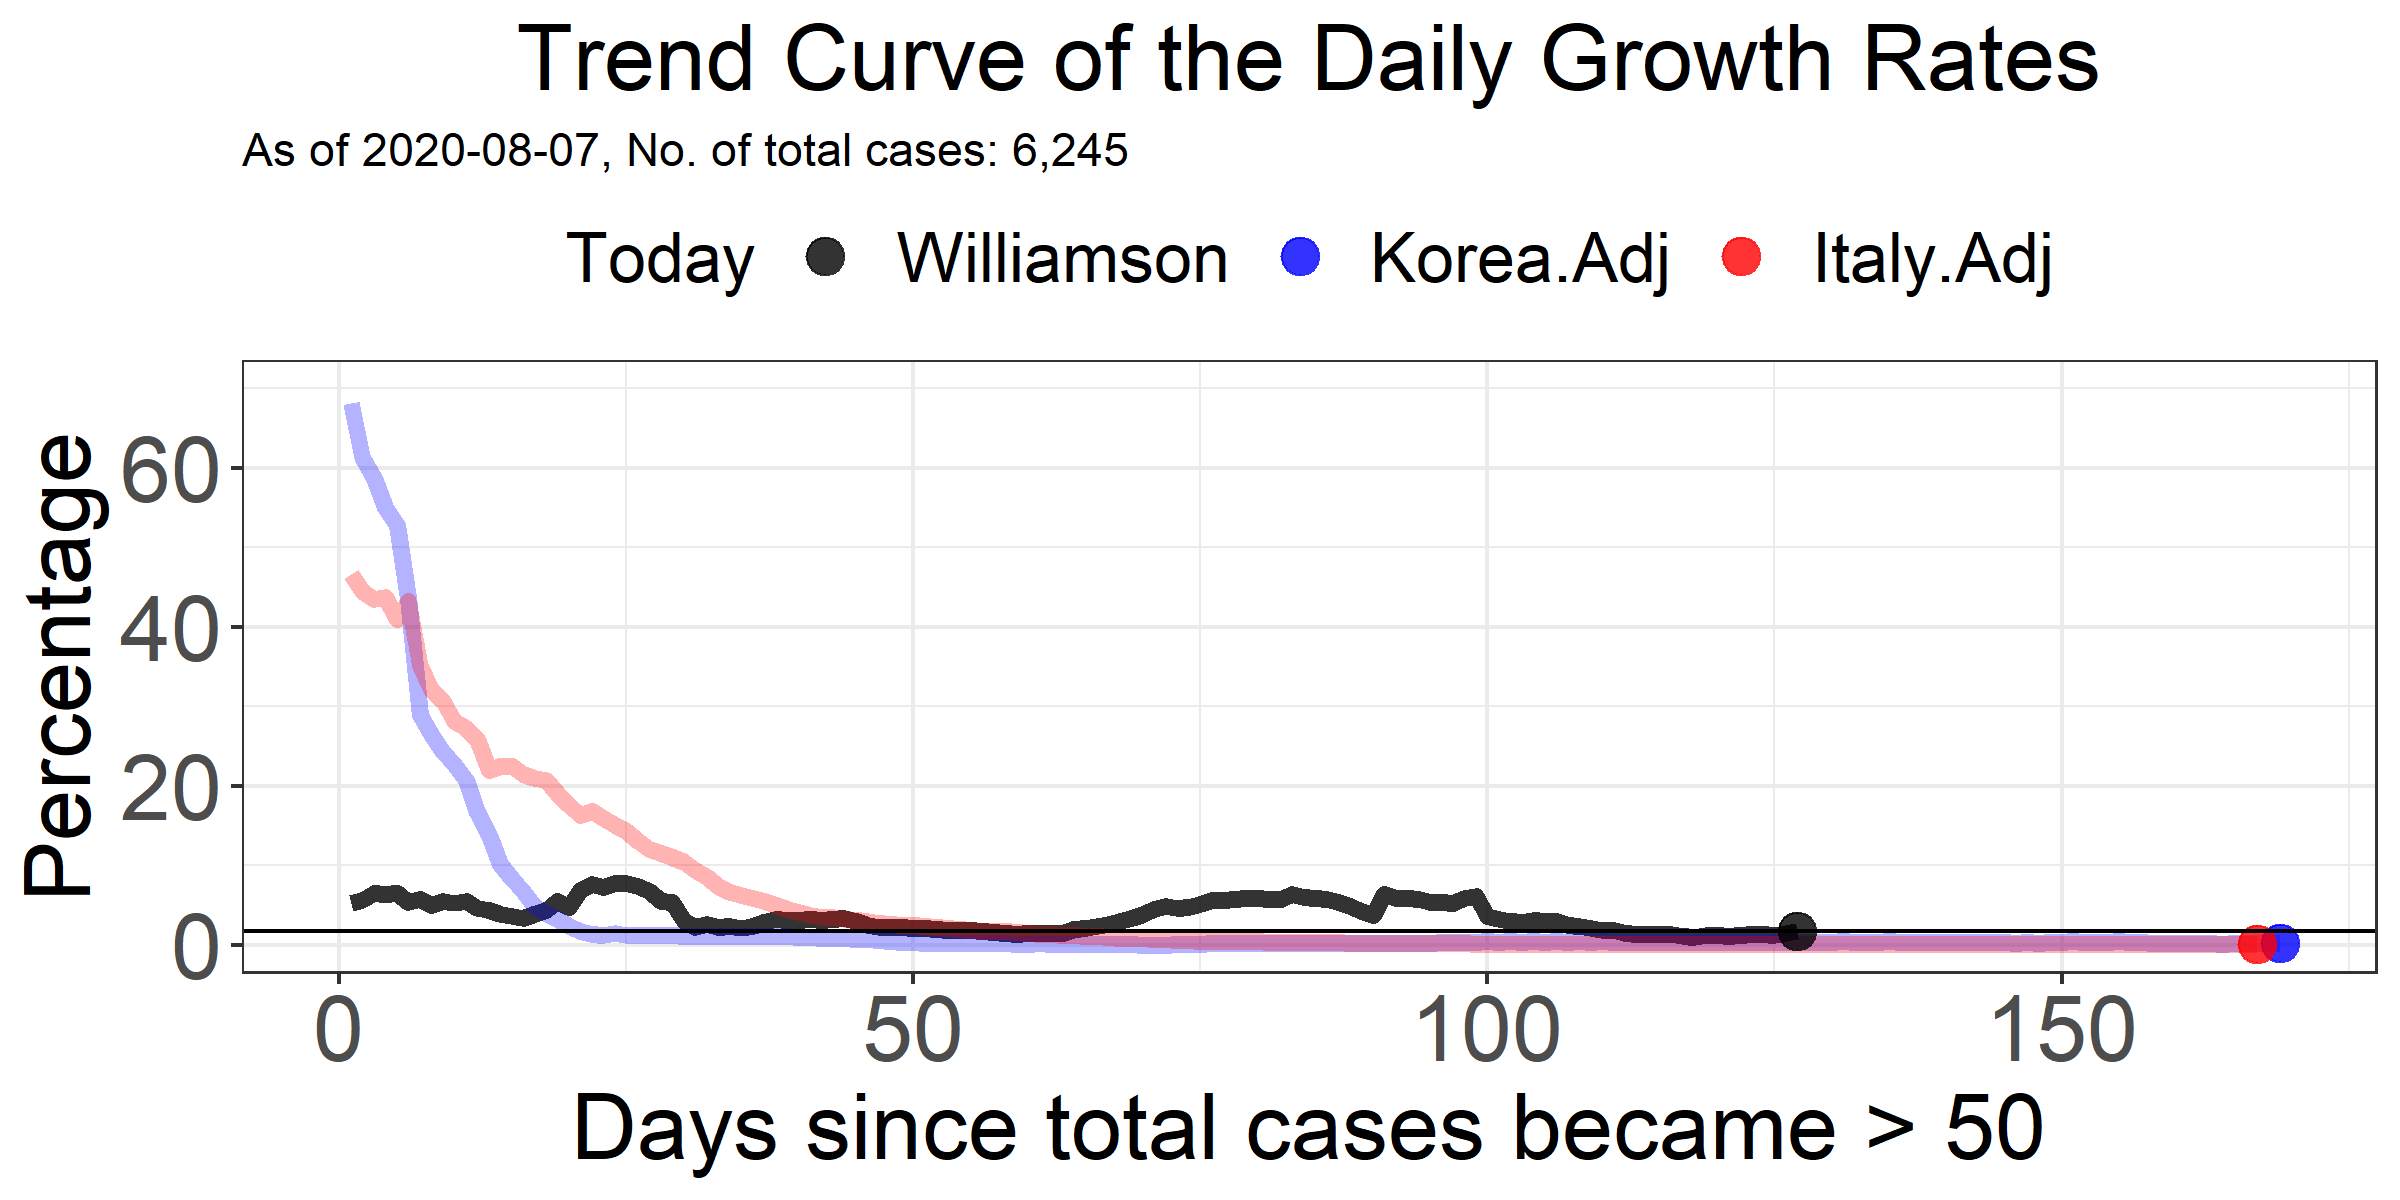 Trend Curve of the Daily Growth Rates
As of 2020-08-07, No. of total cases: 6,245
Today Williamson Korea.Adj Italy.Adj
Percentage
60
40
20
0
0 50 100 150
Days since total cases became > 50